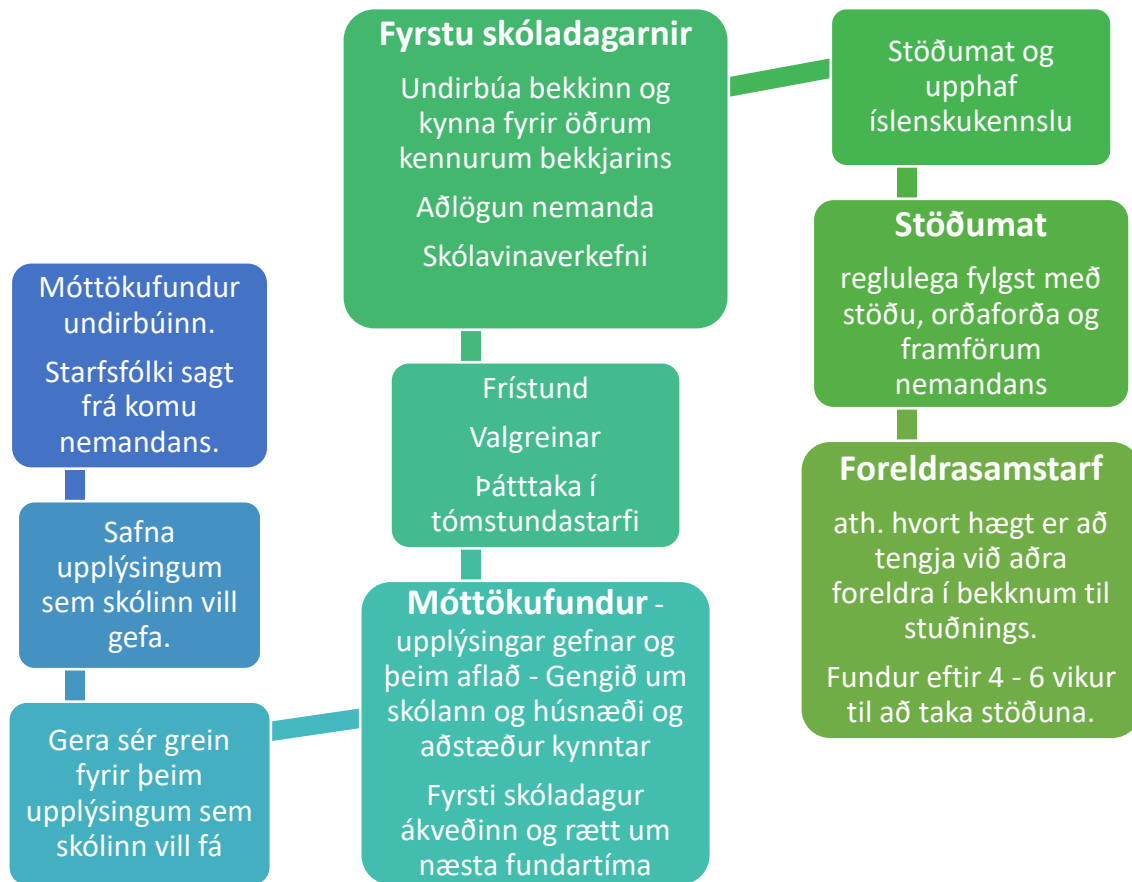 Móttökufundur
undirbúinn.
Starfsfólki sagt
frá komu
nemandans.
Safna
upplýsingum
sem skólinn vill
gefa.
Gera sér grein
fyrir þeim
upplýsingum sem
skólinn vill fá
Móttökufundur -
upplýsingar gefnar og
þeim aflað - Gengið um
skólann og húsnæði og
aðstæður kynntar
Fyrsti skóladagur
ákveðinn og rætt um
næsta fundartíma
Frístund
Valgreinar
Þátttaka í
tómstundastarfi
Fyrstu skóladagarnir
Undirbúa bekkinn og
kynna fyrir öðrum
kennurum bekkjarins
Aðlögun nemanda
Skólavinaverkefni
Stöðumat og
upphaf
íslenskukennslu
Stöðumat
reglulega fylgst með
stöðu, orðaforða og
framförum
nemandans
Foreldrasamstarf
ath. hvort hægt er að
tengja við aðra
foreldra í bekknum til
stuðnings.
Fundur eftir 4 - 6 vikur
til að taka stöðuna.